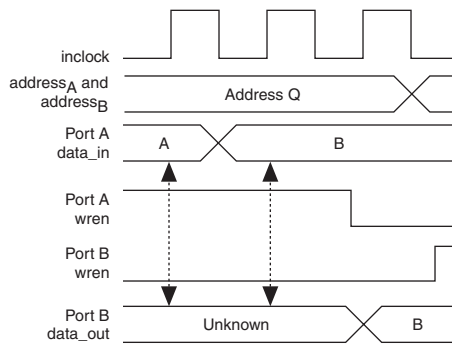 inclock
addressA and
addressB
Address Q
Port A
data_in
A
B
Port A
wren
Port B
wren
Port B
data_out
Unknown
B